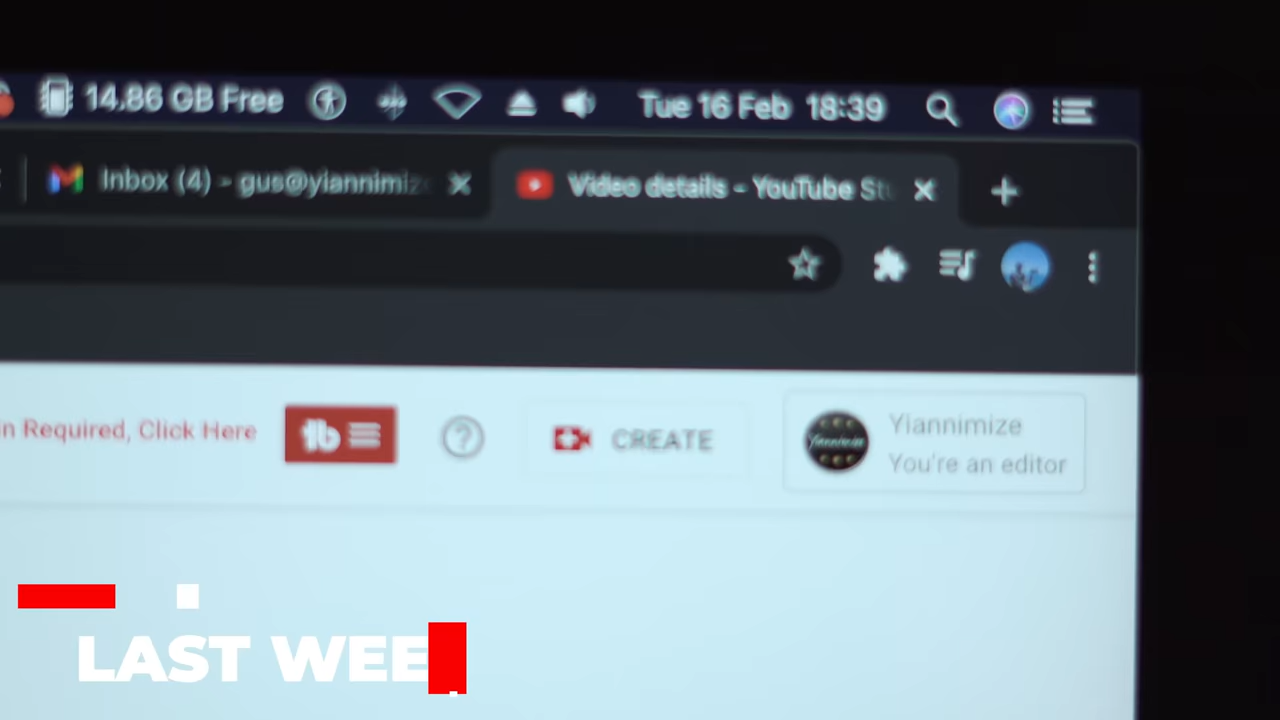 14.86 GB Free Tue 16 Feb 18:39
Inbox (4) - gus@yiannimiz Video details - YouTube St
in Required, Click Here
CREATE
Yiannimize
You're an editor
LAST WEE